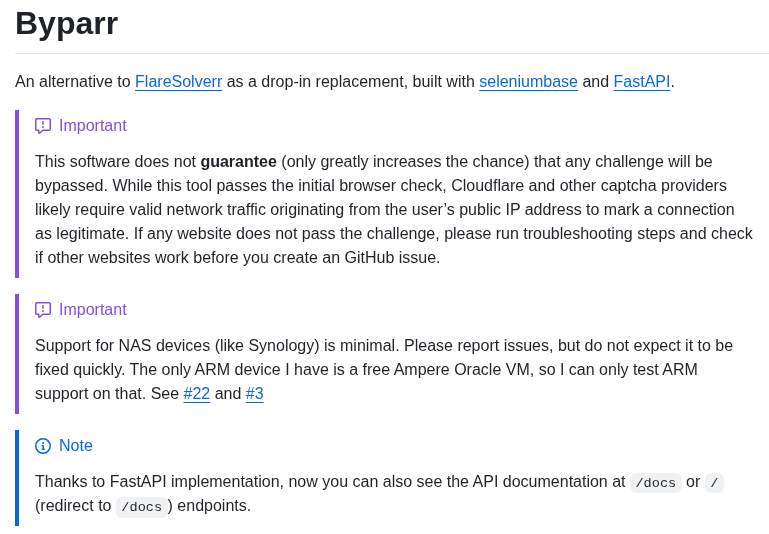 Byparr
An alternative to FlareSolverr as a drop-in replacement, built with seleniumbase and FastAPI.
Important
This software does not guarantee (only greatly increases the chance) that any challenge will be
bypassed. While this tool passes the initial browser check, Cloudflare and other captcha providers
likely require valid network traffic originating from the user’s public IP address to mark a connection
as legitimate. If any website does not pass the challenge, please run troubleshooting steps and check
if other websites work before you create an GitHub issue.
Important
Support for NAS devices (like Synology) is minimal. Please report issues, but do not expect it to be
fixed quickly. The only ARM device I have is a free Ampere Oracle VM, so I can only test ARM
support on that. See #22 and #3
Note
Thanks to FastAPI implementation, now you can also see the API documentation at /docs or /
(redirect to /docs) endpoints.